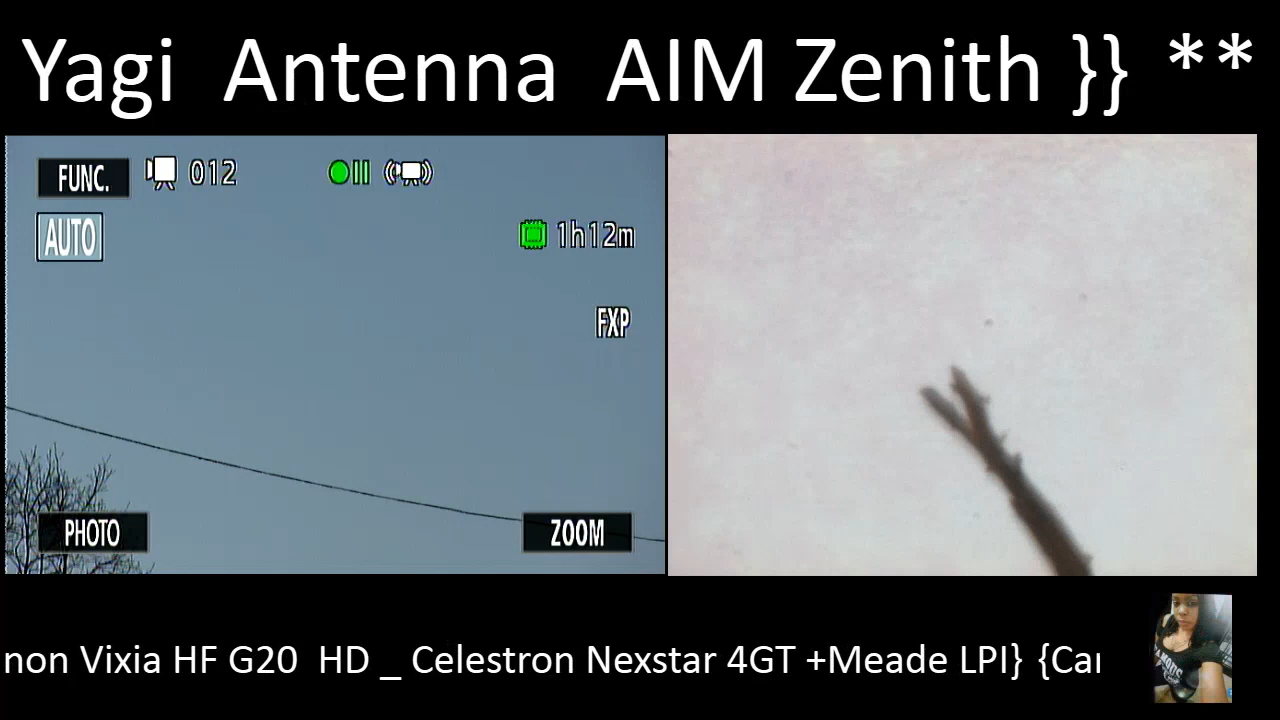 Yagi Antenna AIM Zenith }} **
FUNC. 012
AUTO
1h12m
FXP
PHOTO ZOOM
non Vixia HF G20 HD _ Celestron Nexstar 4GT +Meade LPI} {Can